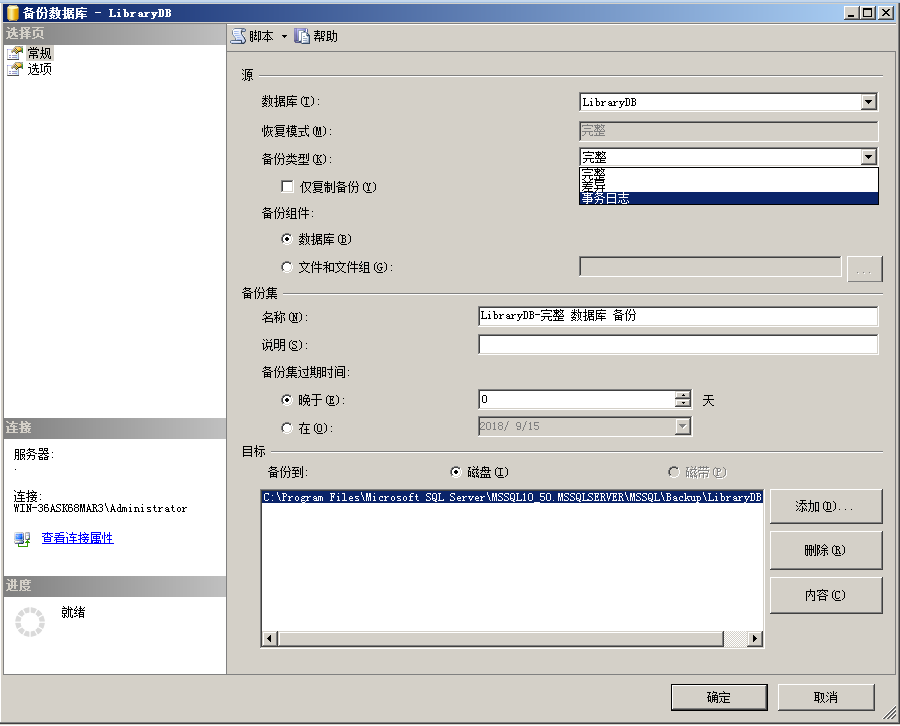 备份数据库 - LibraryDB
选择页
常规
选项
脚本 帮助
源
数据库(T): LibraryDB
恢复模式(M): 完整
备份类型(K): 完整
完整
差异
事务日志
仅复制备份(Y)
备份组件:
数据库(B)
文件和文件组(G): ...
备份集
名称(N): LibraryDB-完整 数据库 备份
说明(S):
备份集过期时间:
晚于(E): 0 天
在(O): 2018/ 9/15
目标
备份到: 磁盘(I) 磁带(P)
C:\Program Files\Microsoft SQL Server\MSSQL10_50.MSSQLSERVER\MSSQL\Backup\LibraryDB
添加(D)...
删除(R)
内容(C)
连接
服务器:
.
连接:
WIN-36ASK68MAR3\Administrator
查看连接属性
进度
就绪
确定 取消